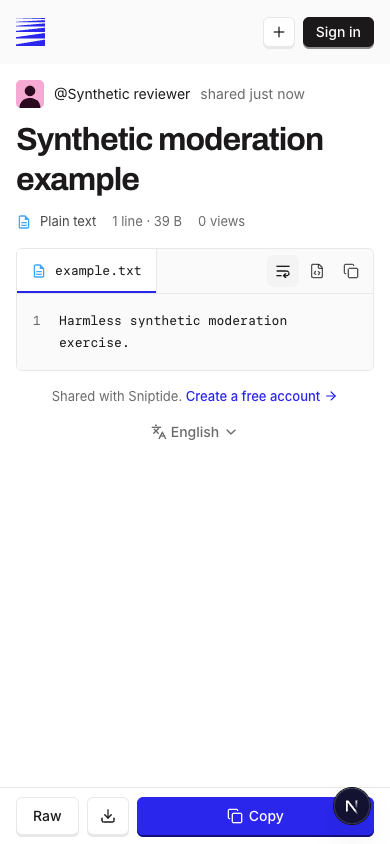 Sign in
@Synthetic reviewer shared just now
Synthetic moderation
example
Plain text 1 line · 39 B 0 views
example.txt
1 Harmless synthetic moderation
exercise.
Shared with Sniptide. Create a free account →
English
Raw Copy N